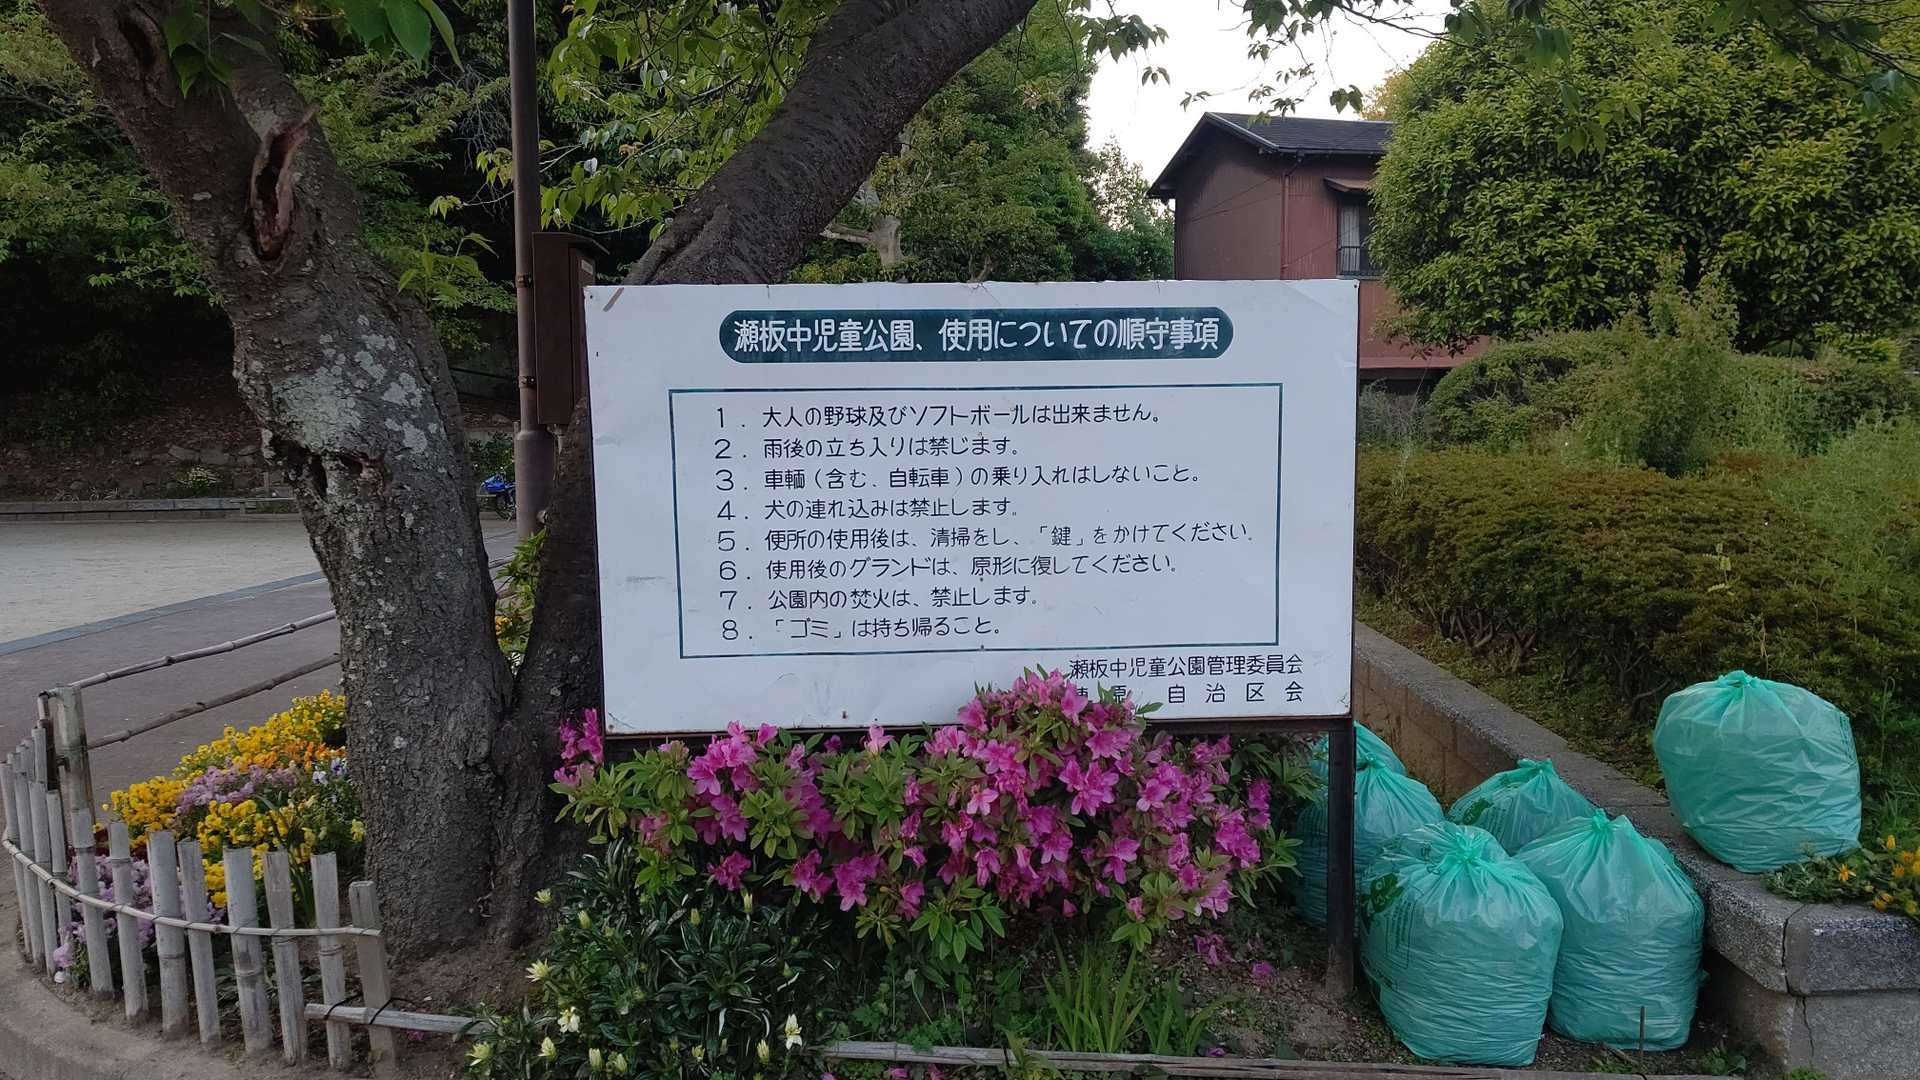 瀬板中児童公園、使用についての順守事項
1. 大人の野球及びソフトボールは出来ません。
2. 雨後の立ち入りは禁じます。
3. 車輌(含む、自転車)の乗り入れはしないこと。
4. 犬の連れ込みは禁止します。
5. 便所の使用後は、清掃をし、「鍵」をかけてください。
6. 使用後のグランドは、原形に復してください。
7. 公園内の焚火は、禁止します。
8. 「ゴミ」は持ち帰ること。
瀬板中児童公園管理委員会
原 自治区会